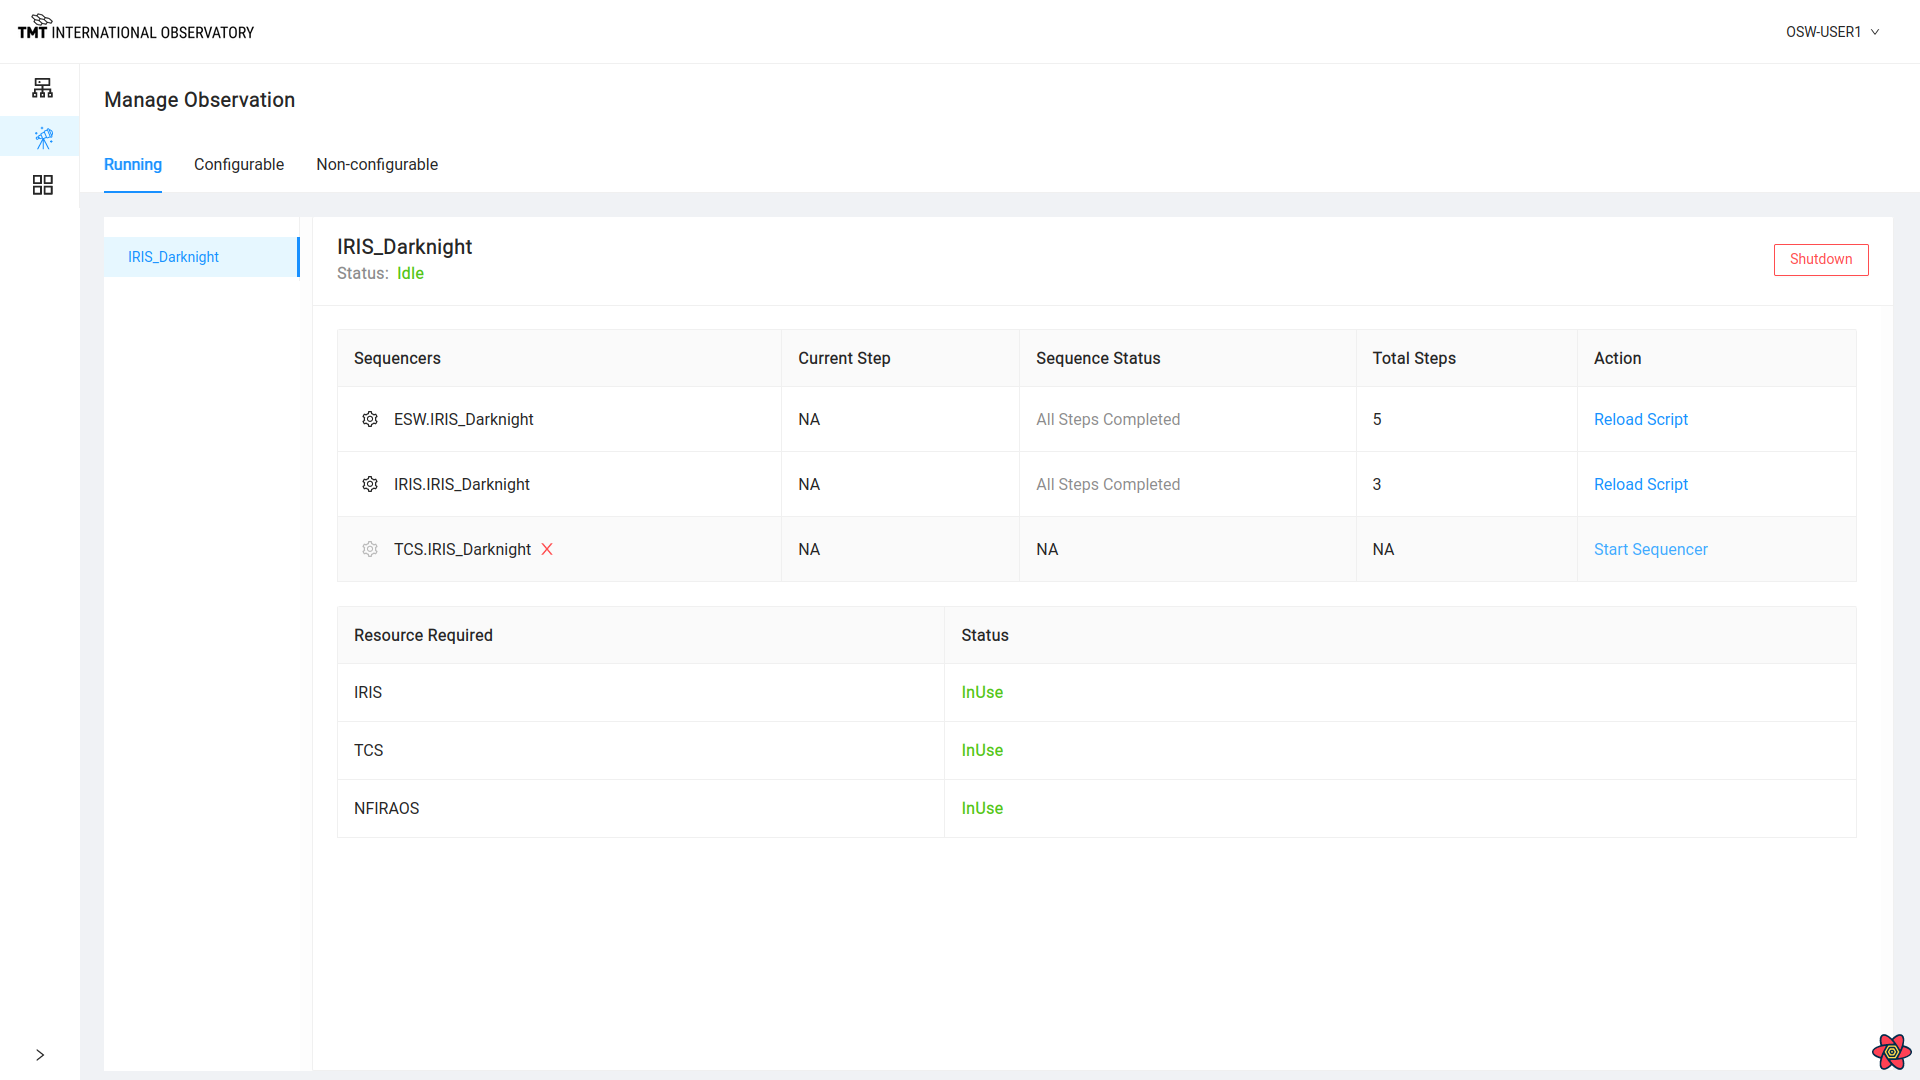 TMT INTERNATIONAL OBSERVATORY
OSW-USER1
Manage Observation
Running Configurable Non-configurable
IRIS_Darknight
IRIS_Darknight
Status: Idle
Shutdown
Sequencers Current Step Sequence Status Total Steps Action
ESW.IRIS_Darknight NA All Steps Completed 5 Reload Script
IRIS.IRIS_Darknight NA All Steps Completed 3 Reload Script
TCS.IRIS_Darknight NA NA NA Start Sequencer
Resource Required Status
IRIS InUse
TCS InUse
NFIRAOS InUse